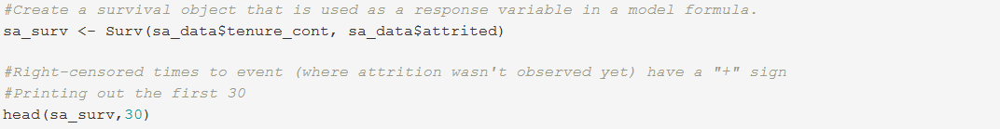 #Create a survival object that is used as a response variable in a model formula.
sa_surv <- Surv(sa_data$tenure_cont, sa_data$attrited)
#Right-censored times to event (where attrition wasn't observed yet) have a "+" sign
#Printing out the first 30
head(sa_surv,30)